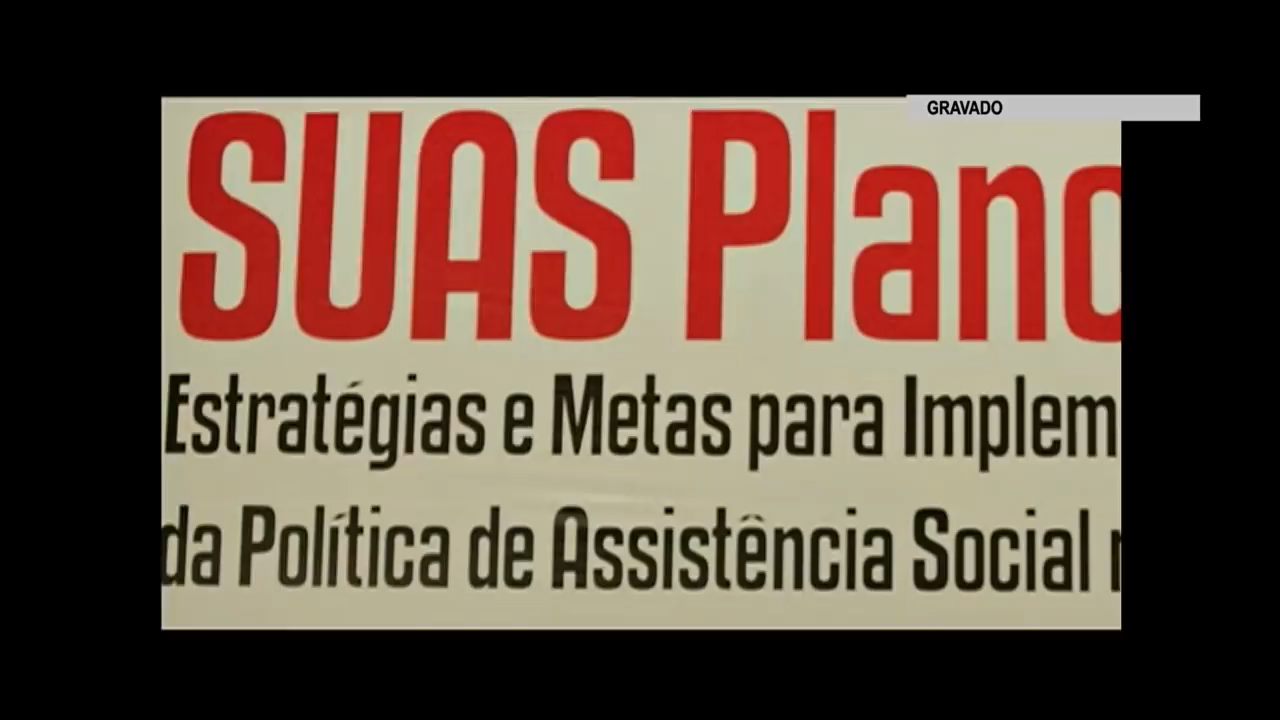 GRAVADO
SUAS Plano
Estratégias e Metas para Implem
da Política de Assistência Social